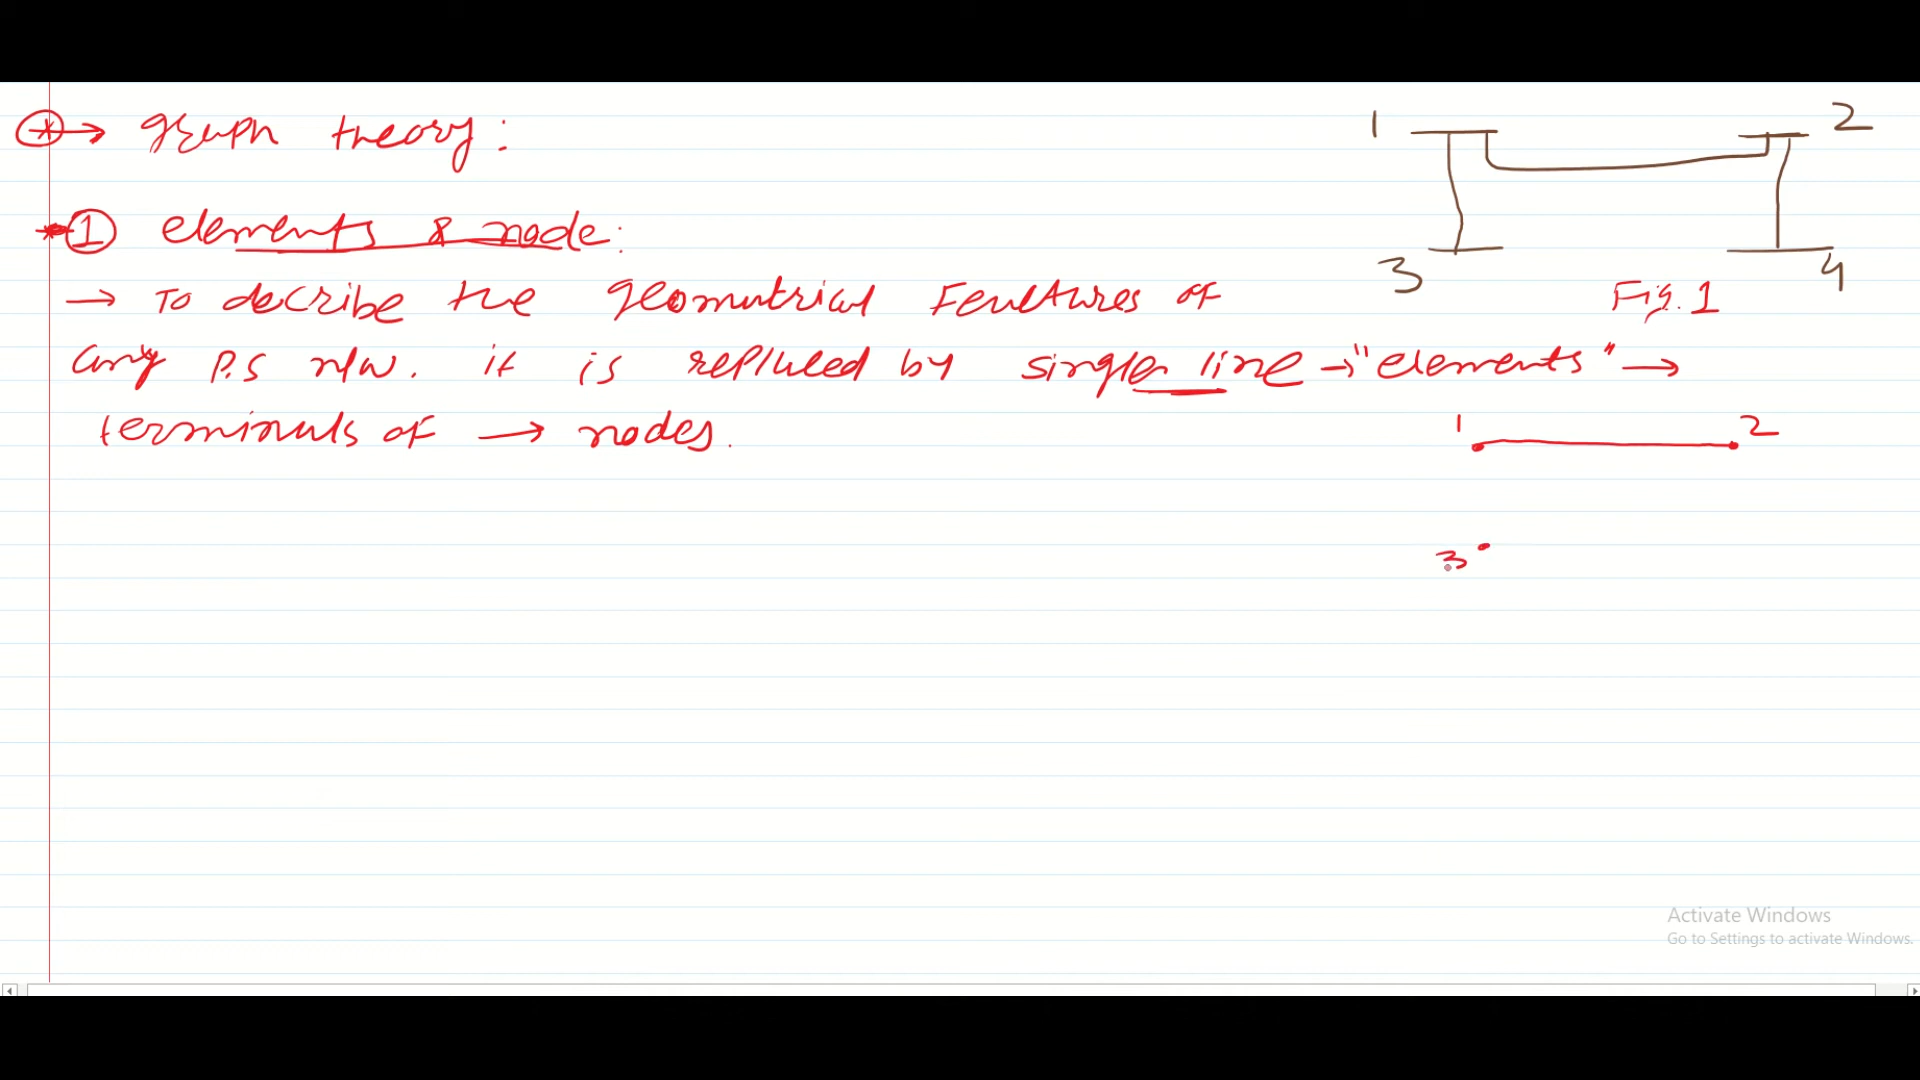 * → graph theory:
1 2
* 1 elements & node:
3 4
→ To decribe the geometrical Features of
Fig. 1
any P.S n/w. it is replaced by single line → "elements" →
terminals of → nodes.
1 2
3
Activate Windows
Go to Settings to activate Windows.